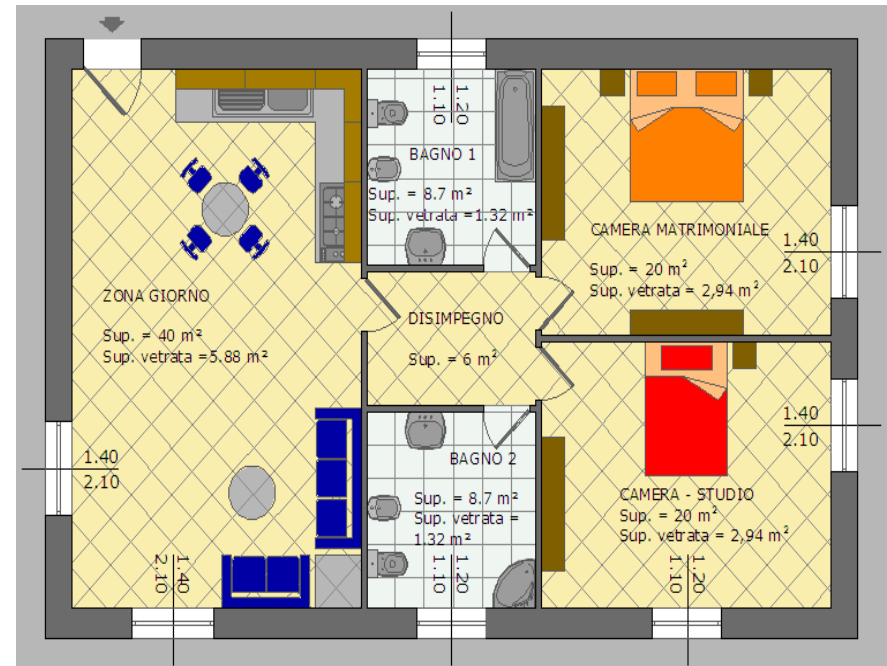 1.20
1.10
BAGNO 1
Sup. = 8.7 m²
Sup. vetrata =1.32 m²
CAMERA MATRIMONIALE
Sup. = 20 m²
Sup. vetrata = 2,94 m²
1.40
2.10
ZONA GIORNO
Sup. = 40 m²
Sup. vetrata =5.88 m²
DISIMPEGNO
Sup. = 6 m²
1.40
2.10
1.40
2.10
BAGNO 2
Sup. = 8.7 m²
Sup. vetrata =
1.32 m²
CAMERA - STUDIO
Sup. = 20 m²
Sup. vetrata = 2,94 m²
1.40
2.10
1.20
1.10
1.20
1.10